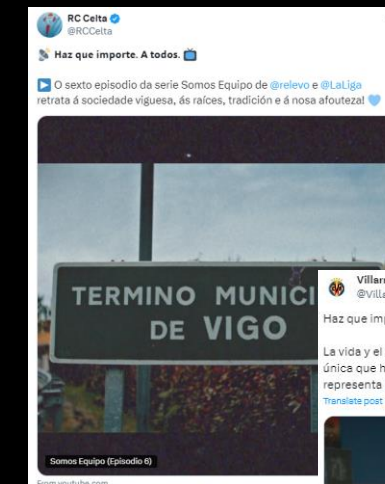 RC Celta
@RCCelta
Haz que importe. A todos.
O sexto episodio da serie Somos Equipo de @relevo e @LaLiga
retrata á sociedade viguesa, ás raíces, tradición e á nosa afouteza!
TERMINO MUNICI
DE VIGO
Somos Equipo (Episodio 6)
From youtube.com
Villarr
@Villa
Haz que imp
La vida y el
única que h
representa
Translate post